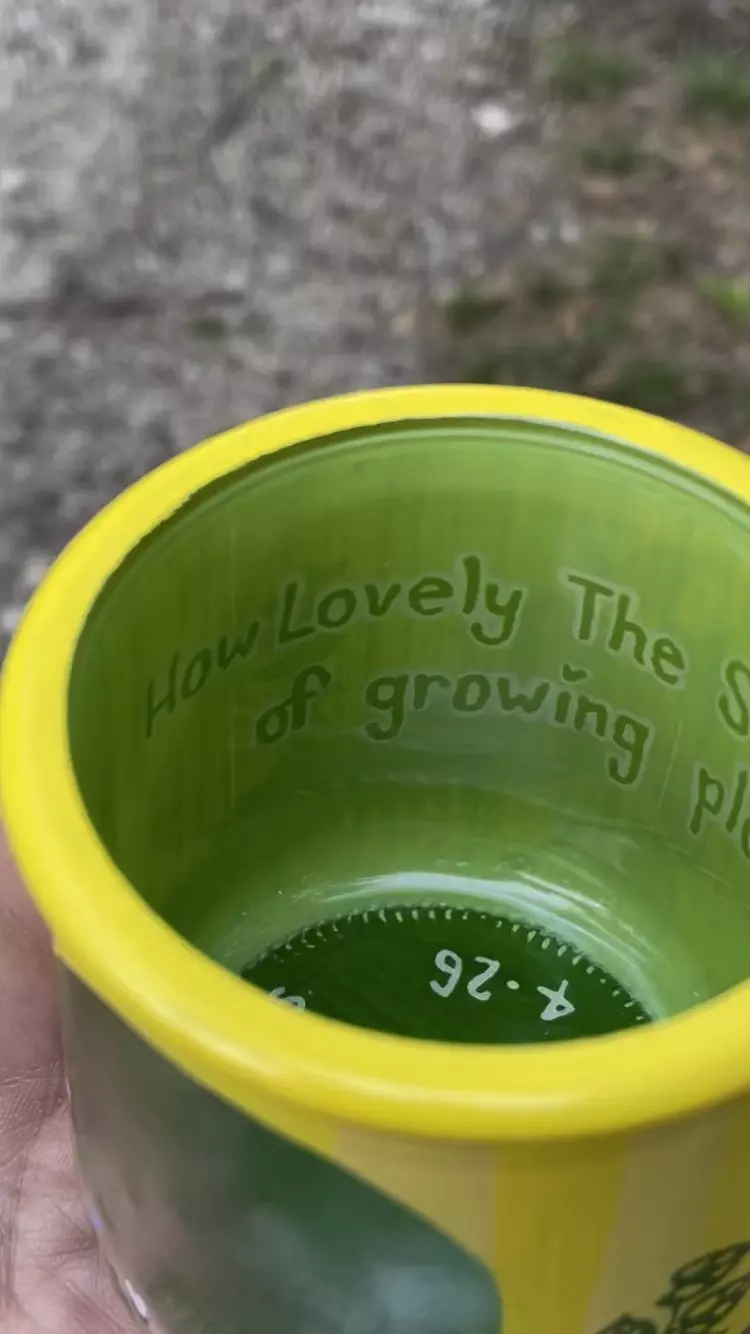 How Lovely The
of growing
4·26